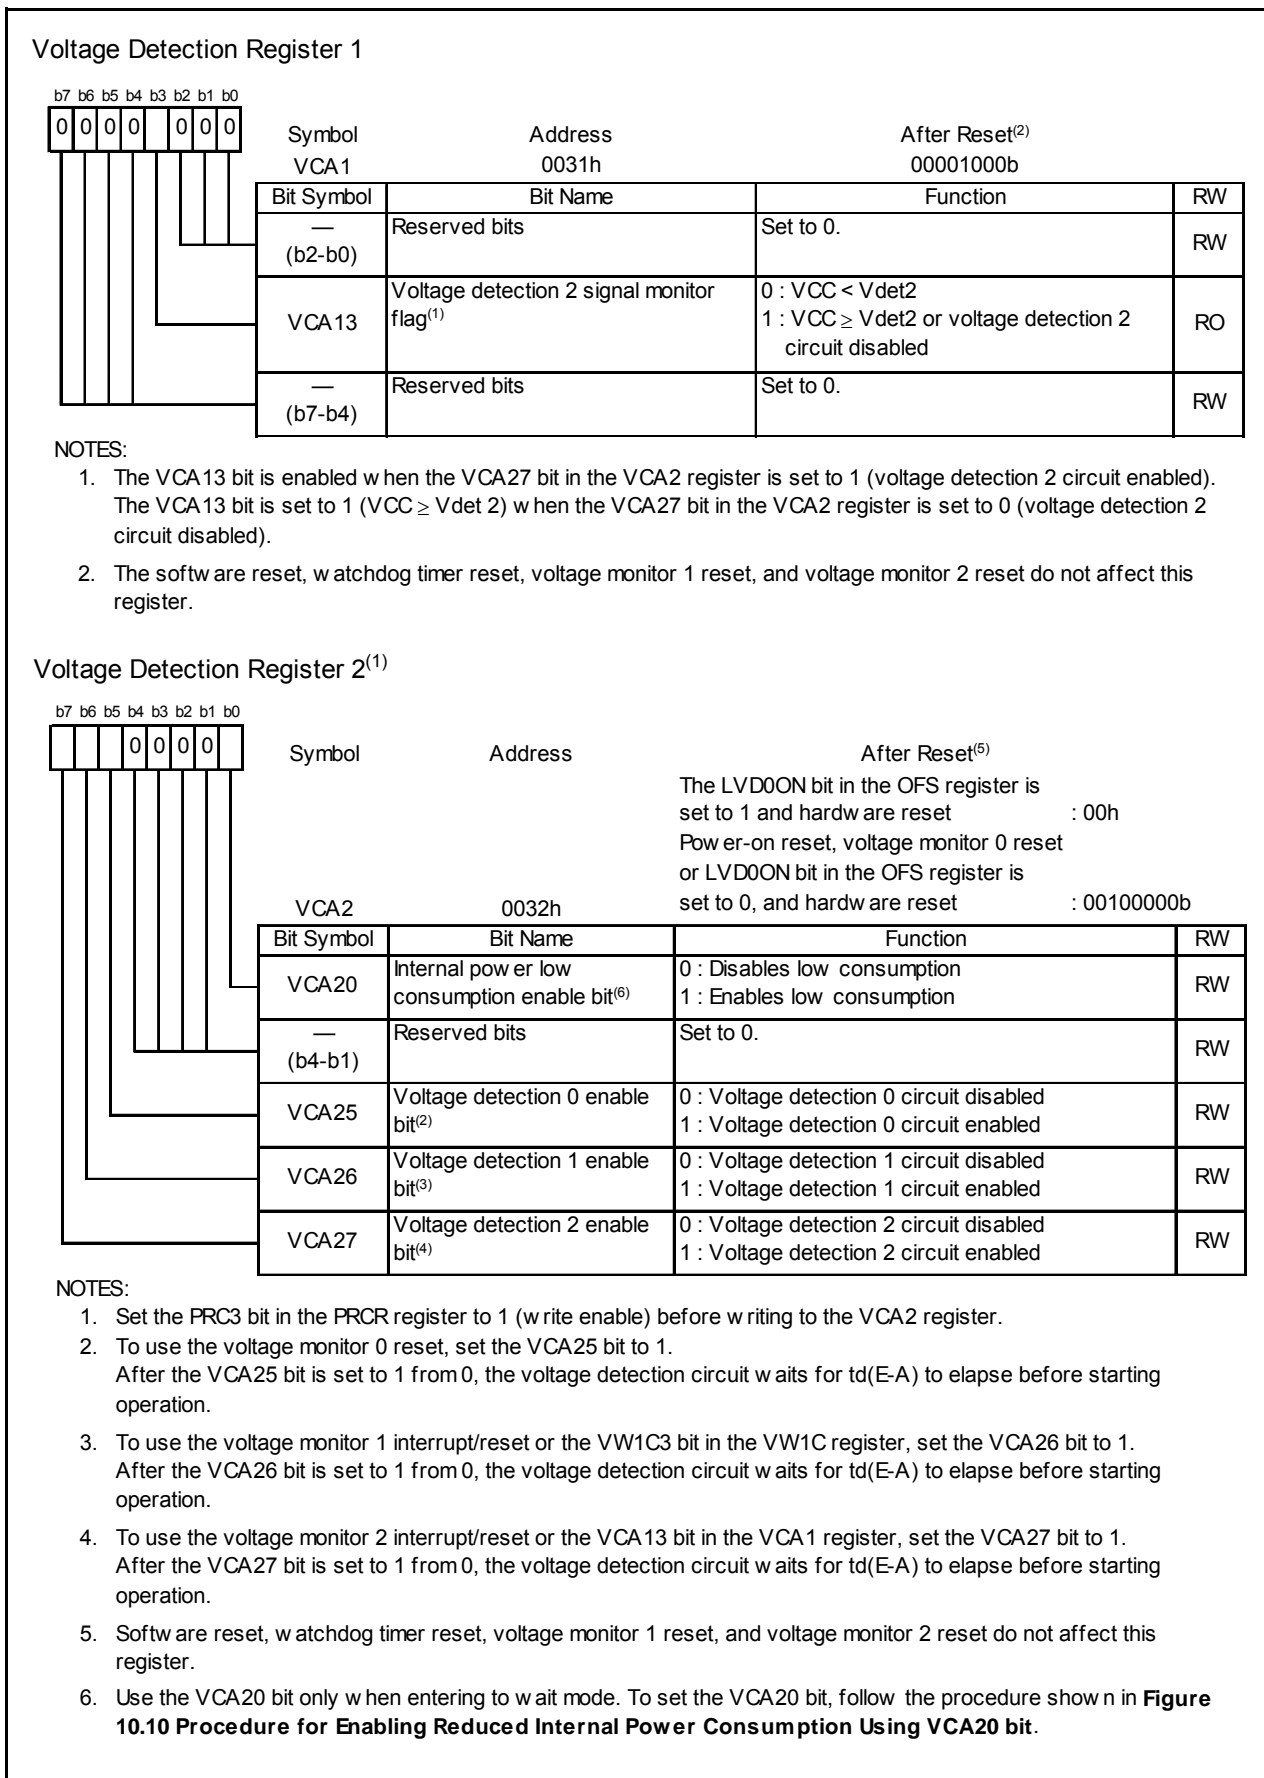 Voltage Detection Register 1
b7 b6 b5 b4 b3 b2 b1 b0
0 0 0 0 0 0 0
Symbol Address After Reset(2)
VCA1 0031h 00001000b
Bit Symbol Bit Name Function RW
— (b2-b0) Reserved bits Set to 0. RW
VCA13 Voltage detection 2 signal monitor flag(1) 0 : VCC < Vdet2 RO
1 : VCC ≥ Vdet2 or voltage detection 2
circuit disabled
— (b7-b4) Reserved bits Set to 0. RW
NOTES:
1. The VCA13 bit is enabled when the VCA27 bit in the VCA2 register is set to 1 (voltage detection 2 circuit enabled).
The VCA13 bit is set to 1 (VCC ≥ Vdet 2) when the VCA27 bit in the VCA2 register is set to 0 (voltage detection 2
circuit disabled).
2. The software reset, watchdog timer reset, voltage monitor 1 reset, and voltage monitor 2 reset do not affect this
register.
Voltage Detection Register 2(1)
b7 b6 b5 b4 b3 b2 b1 b0
0 0 0 0
Symbol Address After Reset(5)
The LVD0ON bit in the OFS register is
set to 1 and hardware reset : 00h
Power-on reset, voltage monitor 0 reset
or LVD0ON bit in the OFS register is
VCA2 0032h set to 0, and hardware reset : 00100000b
Bit Symbol Bit Name Function RW
VCA20 Internal power low consumption enable bit(6) 0 : Disables low consumption RW
1 : Enables low consumption
— (b4-b1) Reserved bits Set to 0. RW
VCA25 Voltage detection 0 enable bit(2) 0 : Voltage detection 0 circuit disabled RW
1 : Voltage detection 0 circuit enabled
VCA26 Voltage detection 1 enable bit(3) 0 : Voltage detection 1 circuit disabled RW
1 : Voltage detection 1 circuit enabled
VCA27 Voltage detection 2 enable bit(4) 0 : Voltage detection 2 circuit disabled RW
1 : Voltage detection 2 circuit enabled
NOTES:
1. Set the PRC3 bit in the PRCR register to 1 (write enable) before writing to the VCA2 register.
2. To use the voltage monitor 0 reset, set the VCA25 bit to 1.
After the VCA25 bit is set to 1 from 0, the voltage detection circuit waits for td(E-A) to elapse before starting
operation.
3. To use the voltage monitor 1 interrupt/reset or the VW1C3 bit in the VW1C register, set the VCA26 bit to 1.
After the VCA26 bit is set to 1 from 0, the voltage detection circuit waits for td(E-A) to elapse before starting
operation.
4. To use the voltage monitor 2 interrupt/reset or the VCA13 bit in the VCA1 register, set the VCA27 bit to 1.
After the VCA27 bit is set to 1 from 0, the voltage detection circuit waits for td(E-A) to elapse before starting
operation.
5. Software reset, watchdog timer reset, voltage monitor 1 reset, and voltage monitor 2 reset do not affect this
register.
6. Use the VCA20 bit only when entering to wait mode. To set the VCA20 bit, follow the procedure shown in Figure
10.10 Procedure for Enabling Reduced Internal Power Consumption Using VCA20 bit.